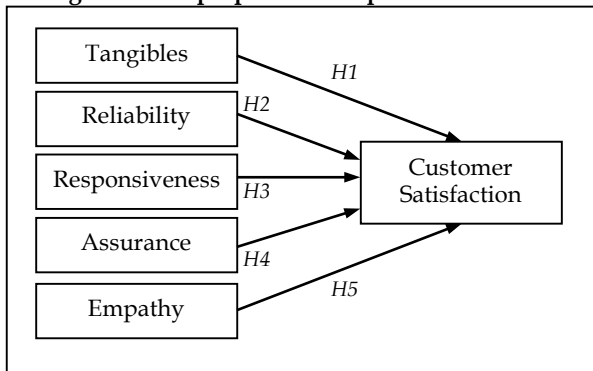 Tangibles
H1
Reliability
H2
Responsiveness
H3
Customer
Satisfaction
Assurance
H4
Empathy
H5